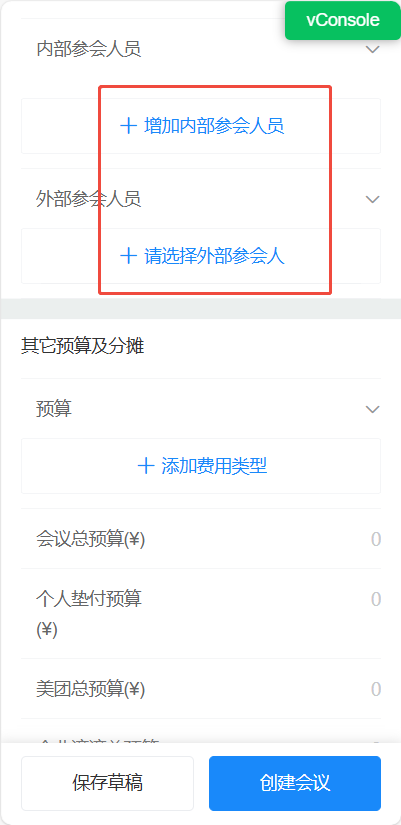 vConsole
内部参会人员
增加内部参会人员
外部参会人员
请选择外部参会人
其它预算及分摊
预算
添加费用类型
会议总预算(¥) 0
个人垫付预算 0
(¥)
美团总预算(¥) 0
保存草稿 创建会议